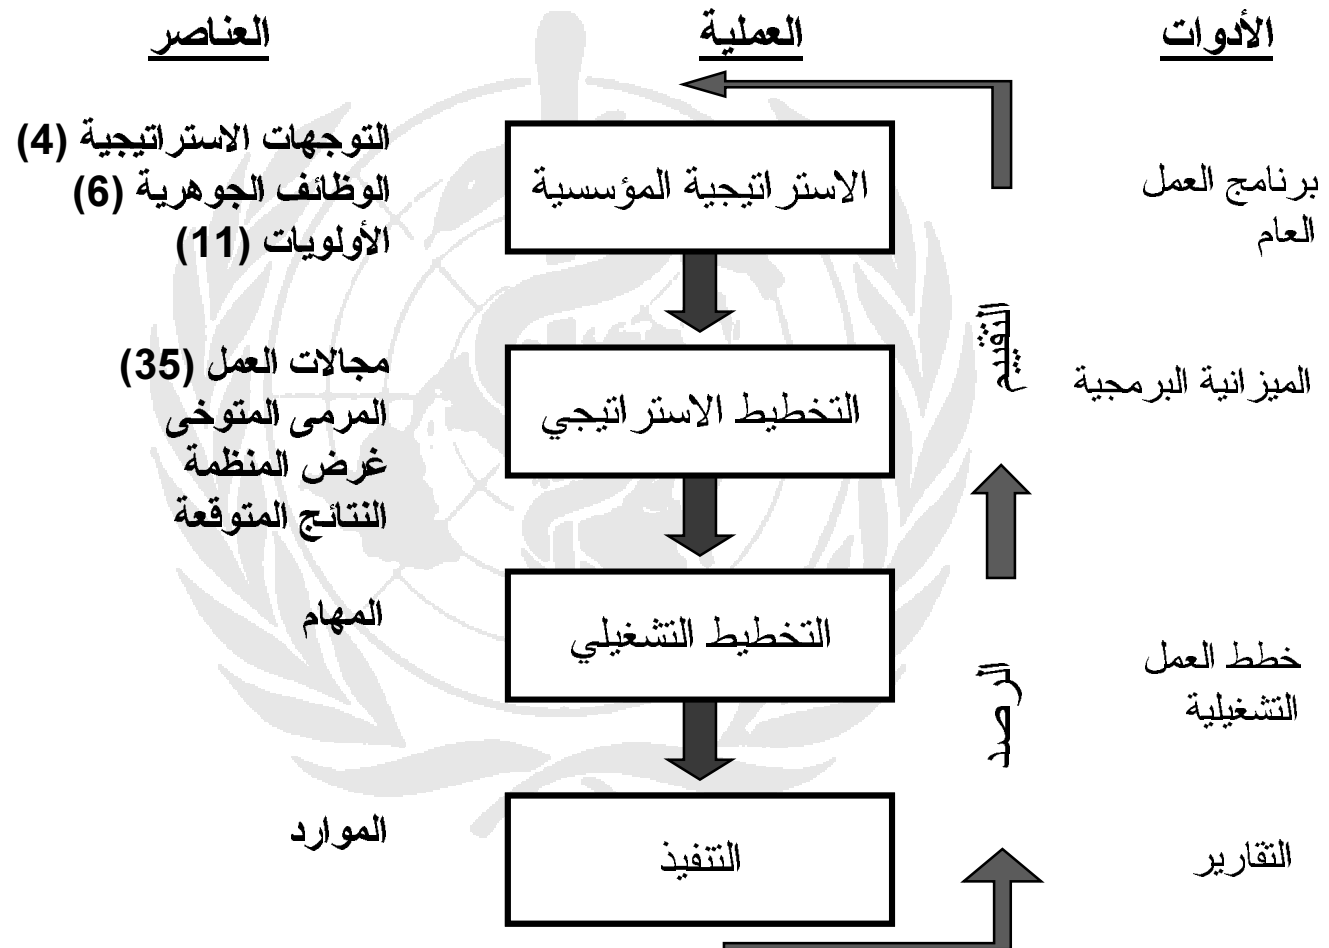 الأدوات
العملية
العناصر
برنامج العمل
العام
الاستراتيجية المؤسسية
التوجهات الاستراتيجية (4)
الوظائف الجوهرية (6)
الأولويات (11)
التقييم
الميزانية البرمجية
التخطيط الاستراتيجي
مجالات العمل (35)
المرمى المتوخى
غرض المنظمة
النتائج المتوقعة
خطط العمل
التشغيلية
الرصد
التخطيط التشغيلي
المهام
التقارير
التنفيذ
الموارد